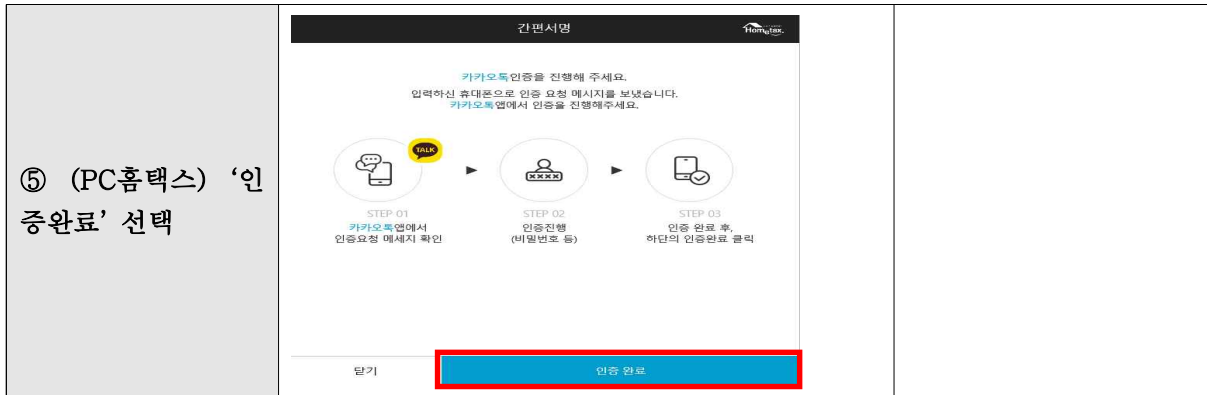 ⑤ (PC홈택스) ‘인
증완료’ 선택
간편서명
Hometax.
카카오톡인증을 진행해 주세요.
입력하신 휴대폰으로 인증 요청 메시지를 보냈습니다.
카카오톡앱에서 인증을 진행해주세요.
TALK
XXXX
STEP 01
카카오톡앱에서
인증요청 메세지 확인
STEP 02
인증진행
(비밀번호 등)
STEP 03
인증 완료 후,
하단의 인증완료 클릭
닫기
인증 완료